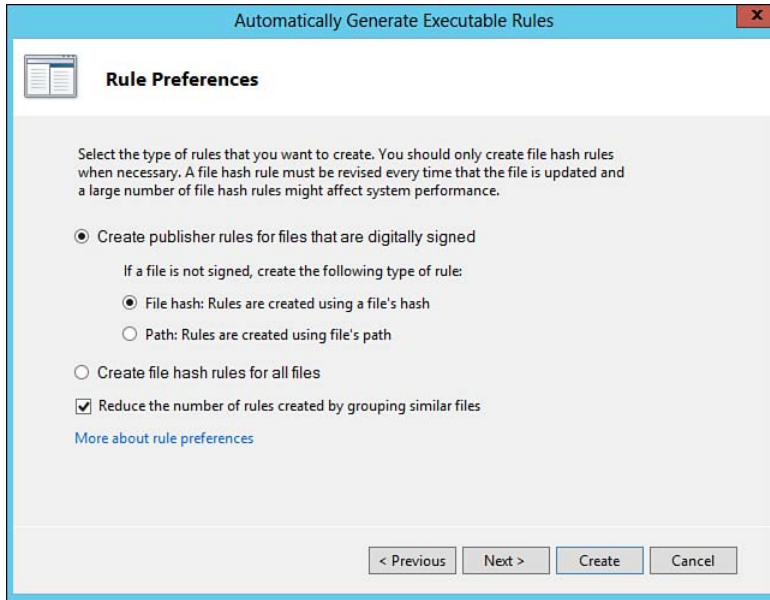 Automatically Generate Executable Rules
x
Rule Preferences
Select the type of rules that you want to create. You should only create file hash rules
when necessary. A file hash rule must be revised every time that the file is updated and
a large number of file hash rules might affect system performance.
Create publisher rules for files that are digitally signed
If a file is not signed, create the following type of rule:
File hash: Rules are created using a file's hash
Path: Rules are created using file's path
Create file hash rules for all files
Reduce the number of rules created by grouping similar files
More about rule preferences
< Previous
Next >
Create
Cancel